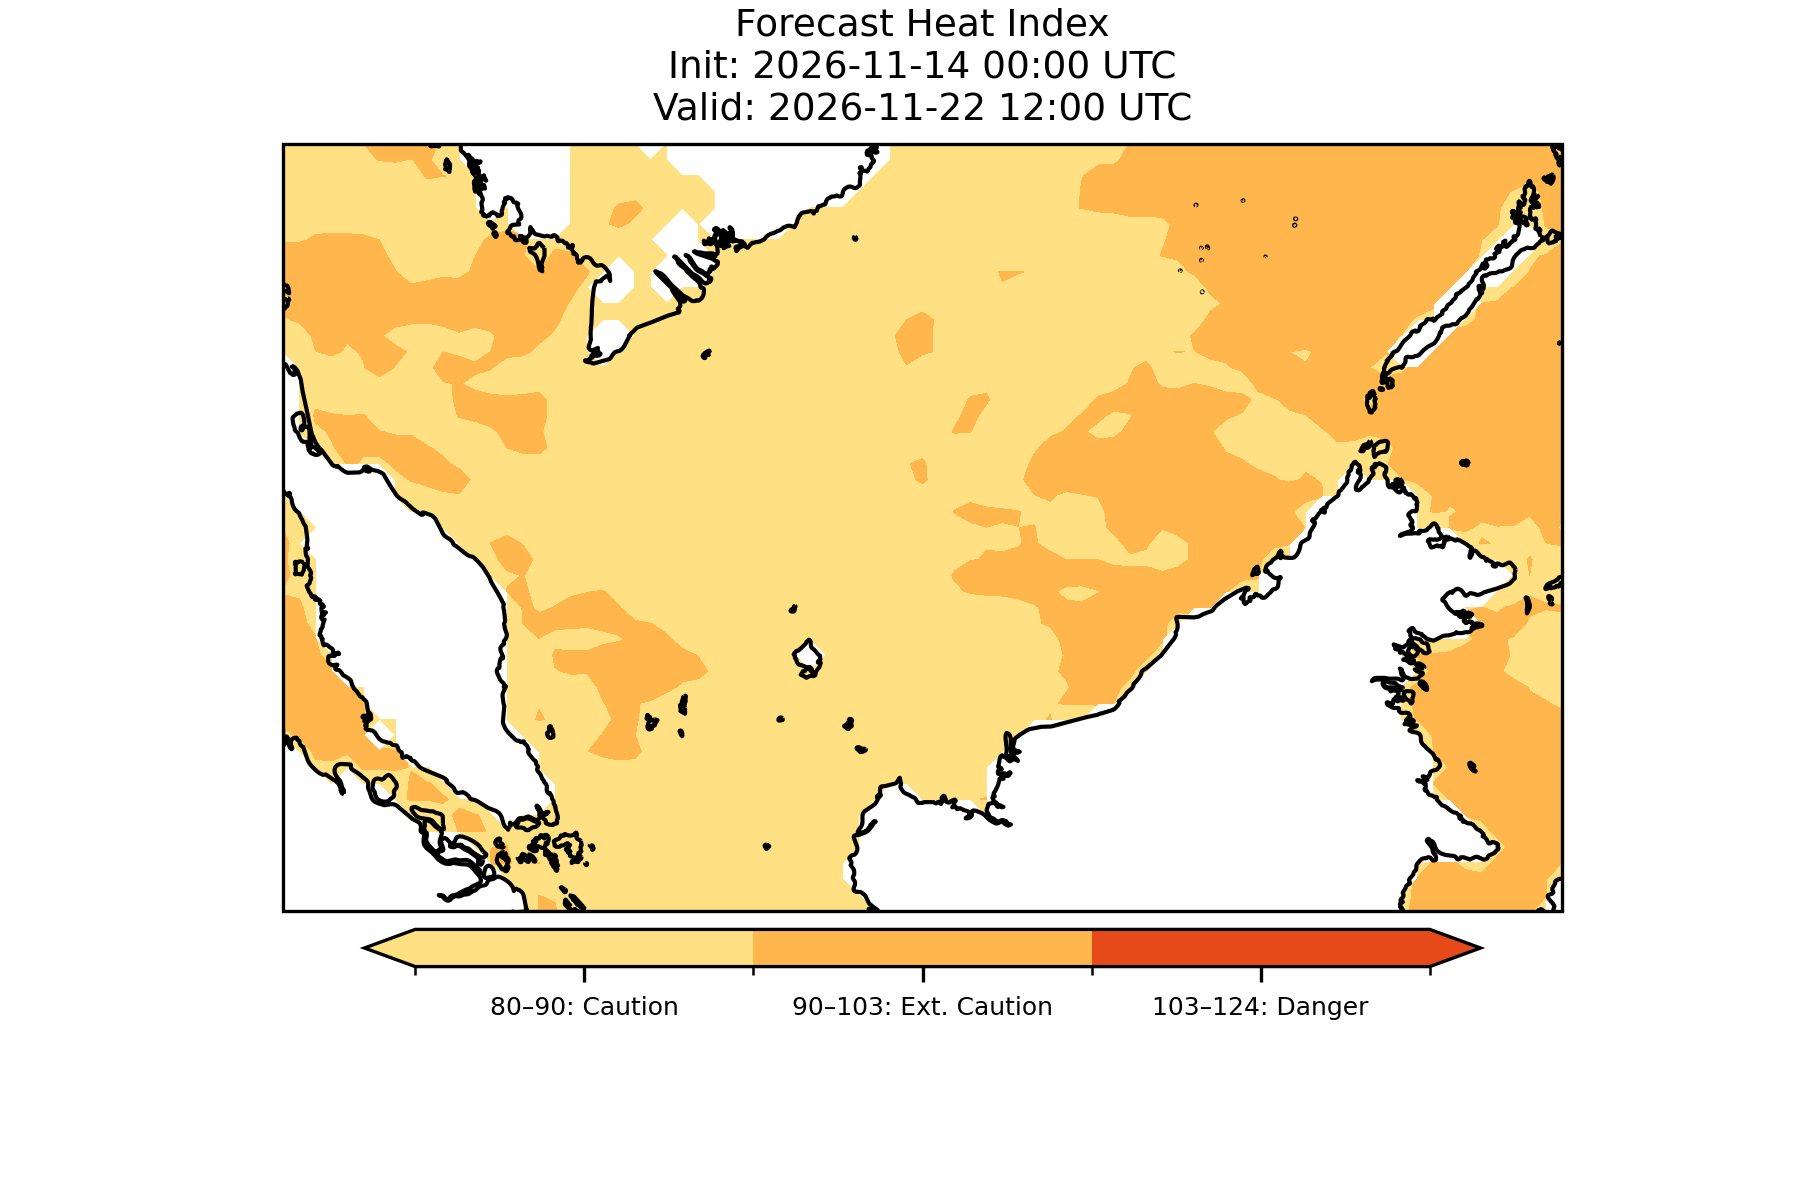 Forecast Heat Index
Init: 2026-11-14 00:00 UTC
Valid: 2026-11-22 12:00 UTC
80–90: Caution
90–103: Ext. Caution
103–124: Danger